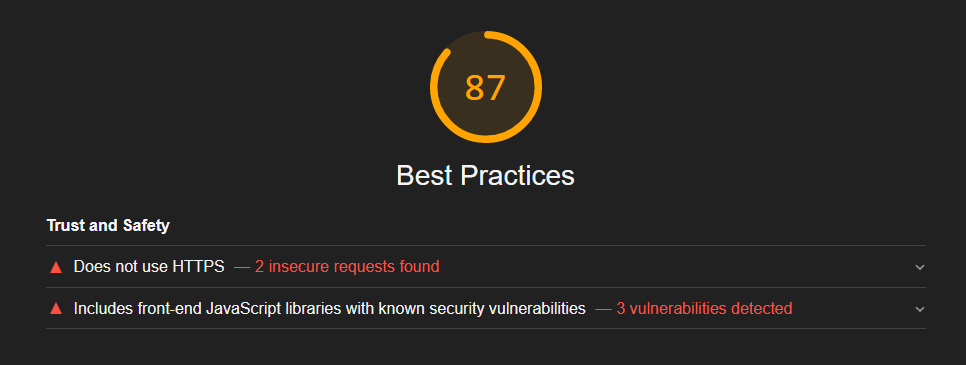 87
Best Practices
Trust and Safety
Does not use HTTPS — 2 insecure requests found
Includes front-end JavaScript libraries with known security vulnerabilities — 3 vulnerabilities detected